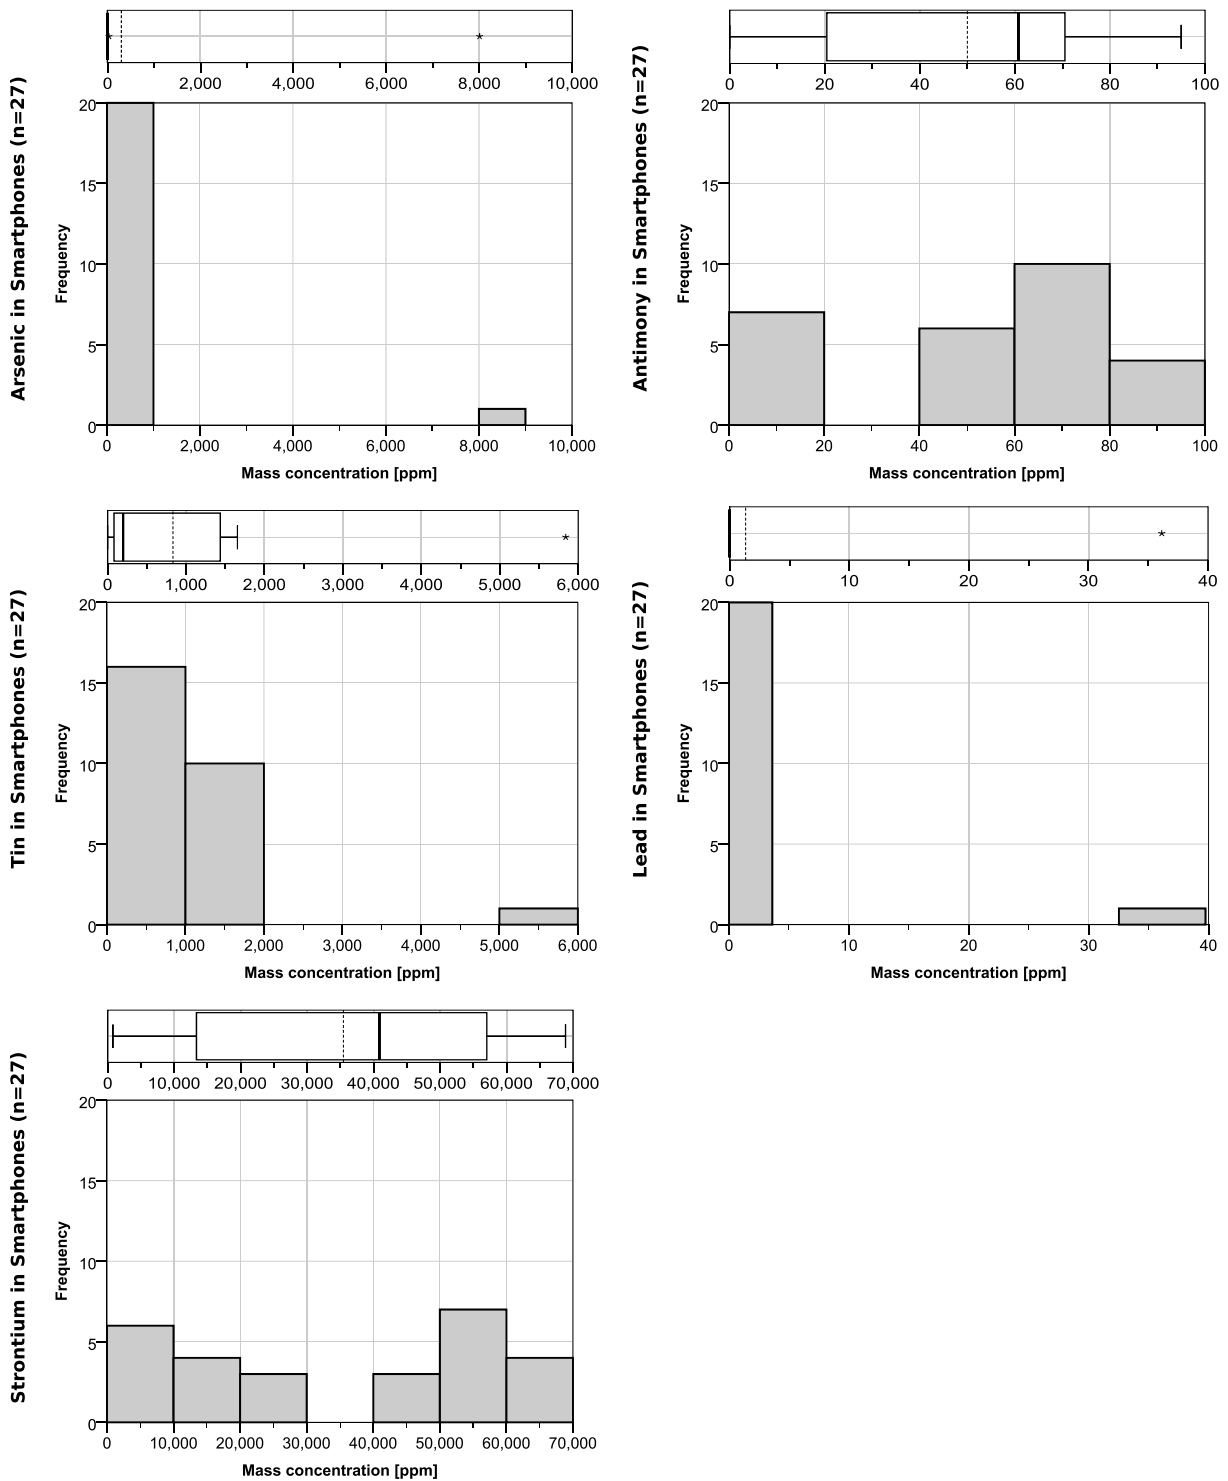 Arsenic in Smartphones (n=27)
0 2,000 4,000 6,000 8,000 10,000
20
15
10
5
0
Frequency
0 2,000 4,000 6,000 8,000 10,000
Mass concentration [ppm]
Antimony in Smartphones (n=27)
0 20 40 60 80 100
20
15
10
5
0
Frequency
0 20 40 60 80 100
Mass concentration [ppm]
Tin in Smartphones (n=27)
0 1,000 2,000 3,000 4,000 5,000 6,000
20
15
10
5
0
Frequency
0 1,000 2,000 3,000 4,000 5,000 6,000
Mass concentration [ppm]
Lead in Smartphones (n=27)
0 10 20 30 40
20
15
10
5
0
Frequency
0 10 20 30 40
Mass concentration [ppm]
Strontium in Smartphones (n=27)
0 10,000 20,000 30,000 40,000 50,000 60,000 70,000
20
15
10
5
0
Frequency
0 10,000 20,000 30,000 40,000 50,000 60,000 70,000
Mass concentration [ppm]